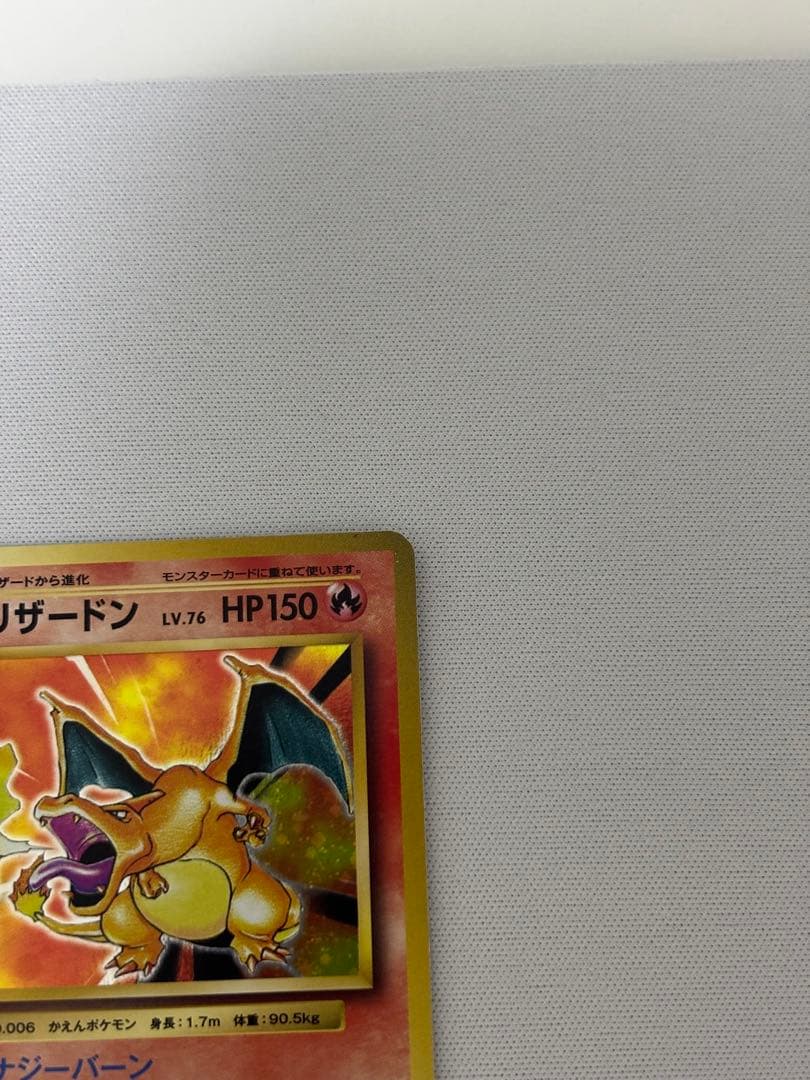 ザードから進化 モンスターカードに重ねて使います。
リザードン LV.76 HP150
.006 かえんポケモン 身長:1.7m 体重:90.5kg
ナジーバーン